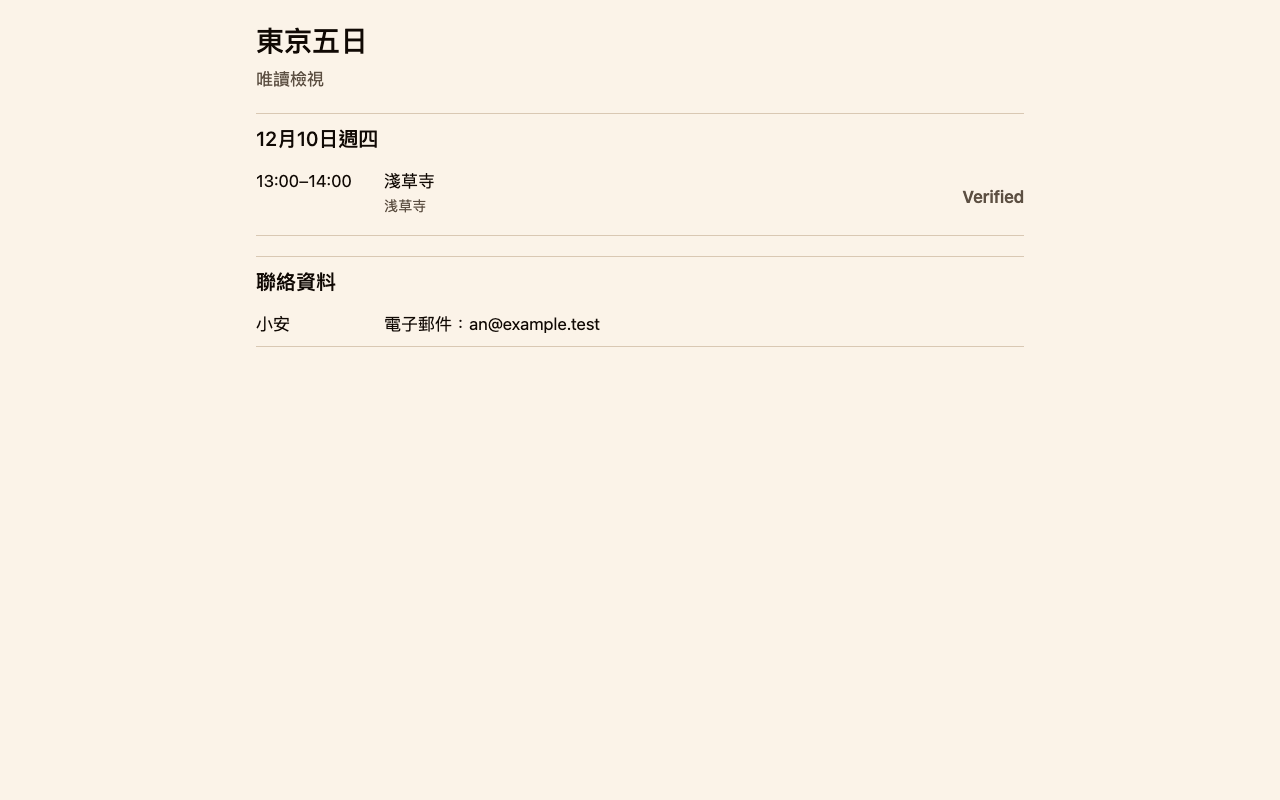 東京五日
唯讀檢視
12月10日週四
13:00–14:00 淺草寺
浅草寺
Verified
聯絡資料
小安 電子郵件：an@example.test